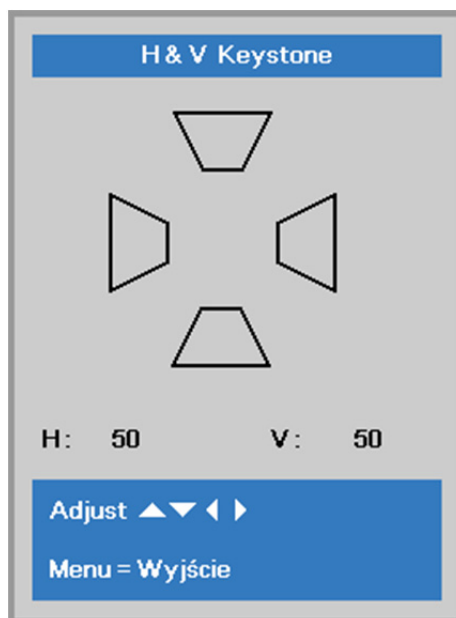 H & V Keystone
H: 50 V: 50
Adjust ▲▼◀▶
Menu = Wyjście